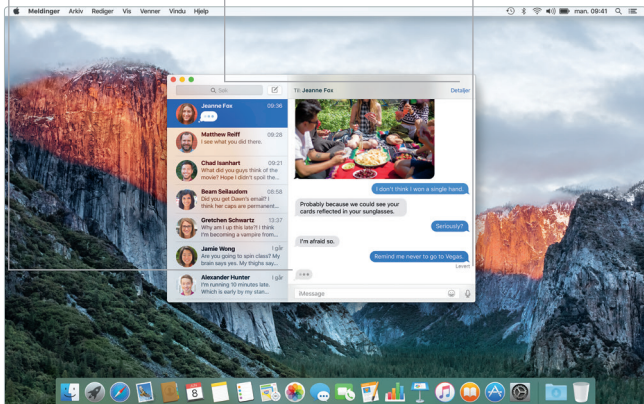 Meldinger Arkiv Rediger Vis Venner Vindu Hjelp
man. 09:41
Søk
Til: Jeanne Fox
Detaljer
Jeanne Fox 09:36
Matthew Reiff 09:28
I see what you did there.
Chad Isanhart 09:21
What did you guys think of the
movie? Hope I didn't spoil the...
Beam Seilaudom 08:58
Did you get Dawn's email? I
think her caps are permanent...
Gretchen Schwartz 13:37
Why am I up this late?! I think
I'm becoming a vampire from...
Jamie Wong I går
Are you going to spin class? My
brain says yes. My thighs say...
Alexander Hunter I går
I'm running 10 minutes late.
Which is early by my stan...
I don't think I won a single hand.
Probably because we could see your
cards reflected in your sunglasses.
Seriously?
I'm afraid so.
Remind me never to go to Vegas.
Levert
iMessage
8